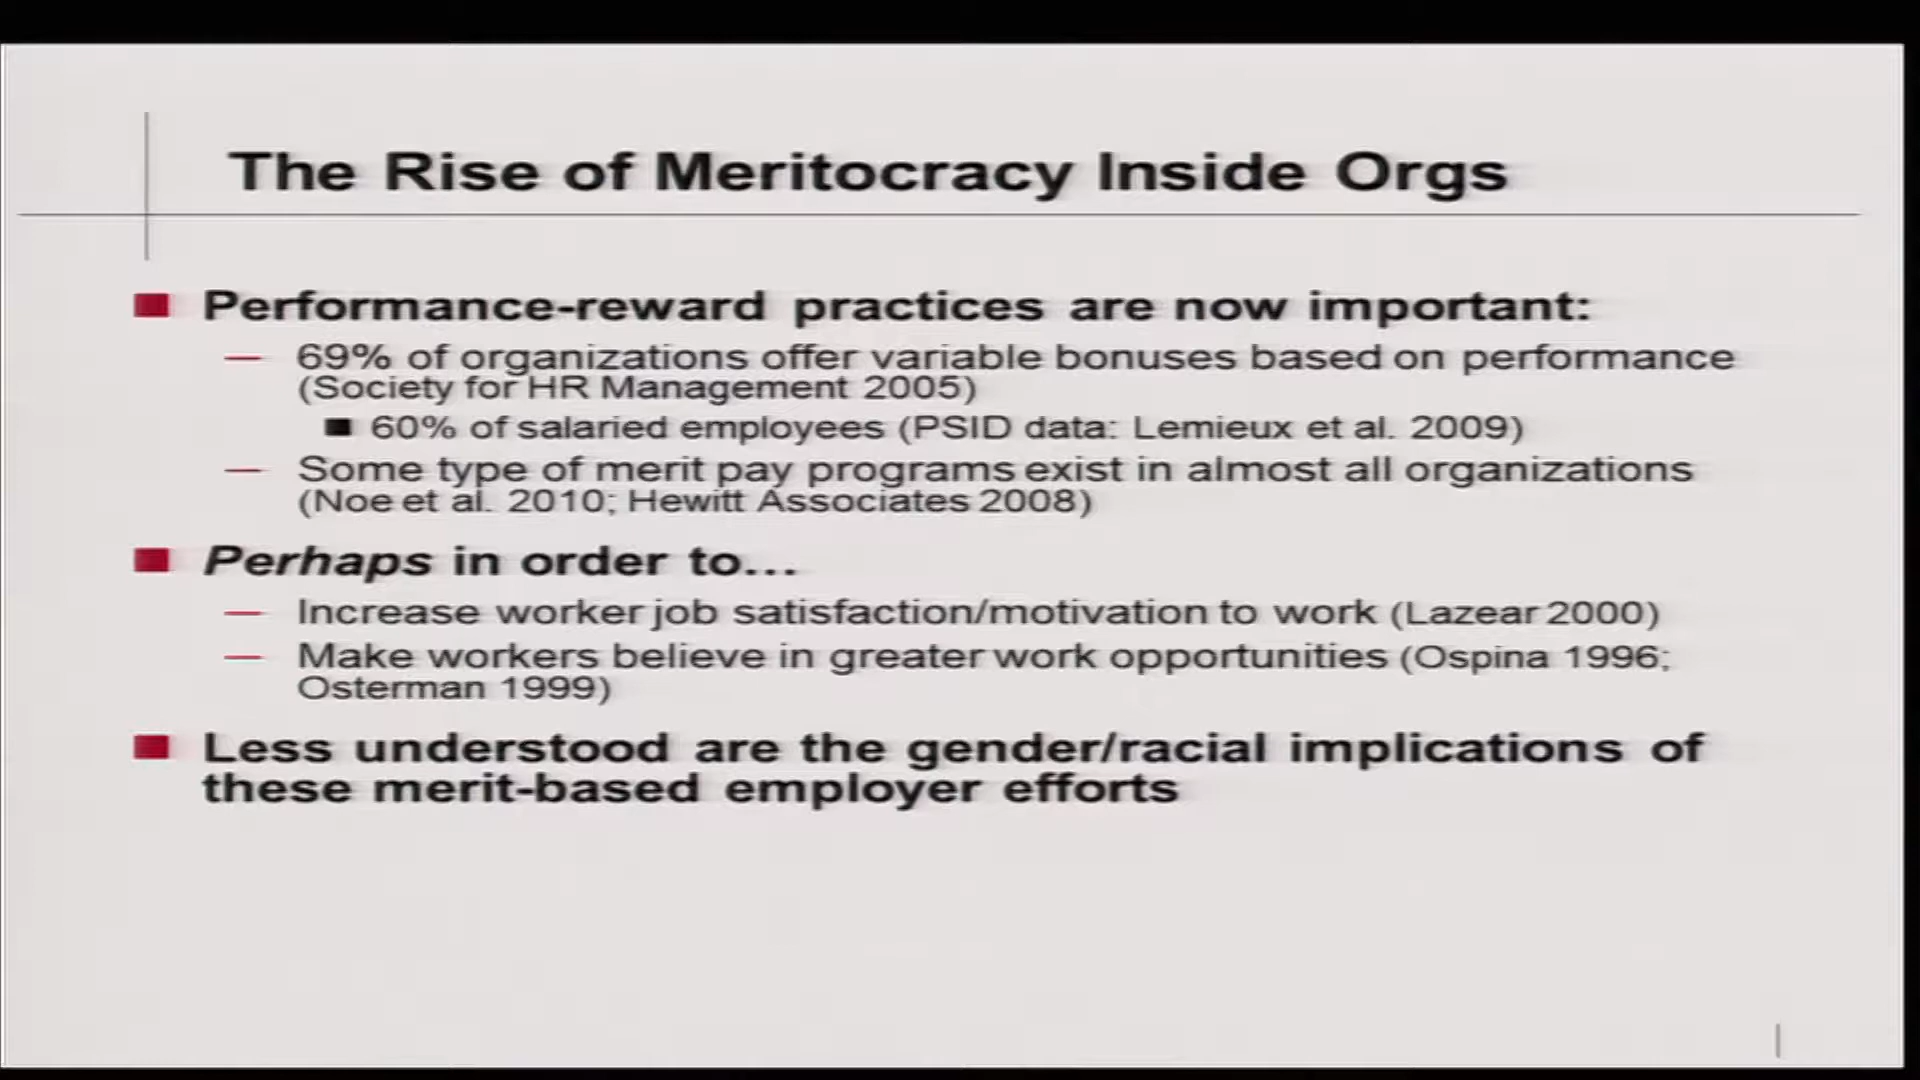 The Rise of Meritocracy Inside Orgs
Performance-reward practices are now important:
— 69% of organizations offer variable bonuses based on performance
(Society for HR Management 2005)
60% of salaried employees (PSID data: Lemieux et al. 2009)
— Some type of merit pay programs exist in almost all organizations
(Noe et al. 2010; Hewitt Associates 2008)
Perhaps in order to...
— Increase worker job satisfaction/motivation to work (Lazear 2000)
— Make workers believe in greater work opportunities (Ospina 1996;
Osterman 1999)
Less understood are the gender/racial implications of
these merit-based employer efforts